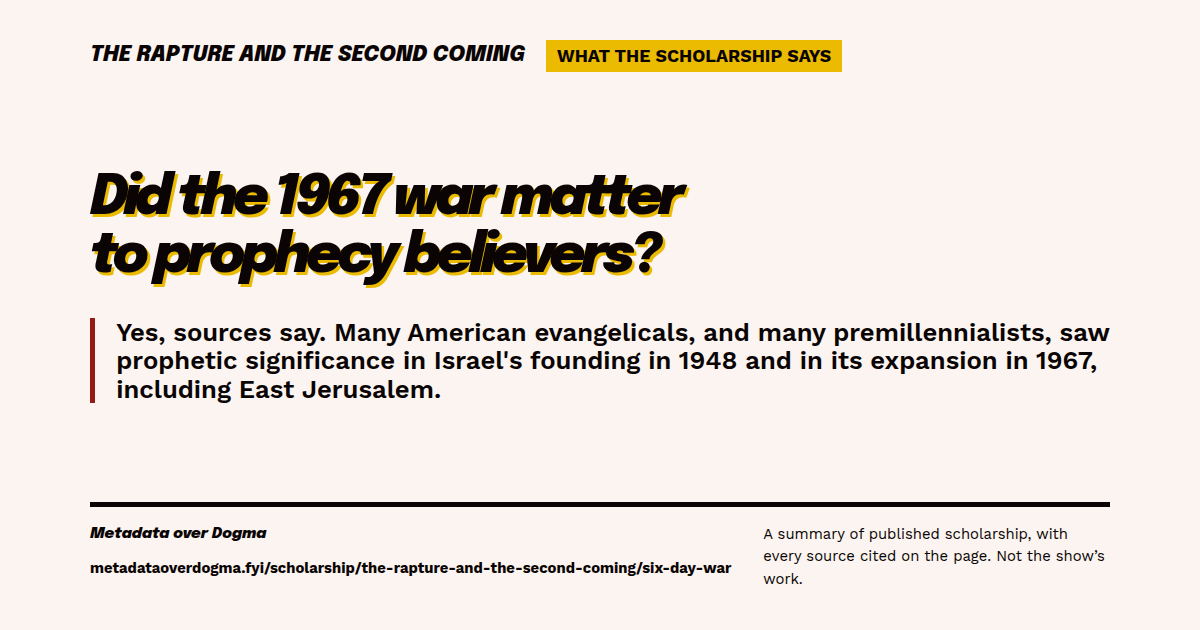 THE RAPTURE AND THE SECOND COMING
WHAT THE SCHOLARSHIP SAYS
Did the 1967 war matter
to prophecy believers?
Yes, sources say. Many American evangelicals, and many premillennialists, saw
prophetic significance in Israel's founding in 1948 and in its expansion in 1967,
including East Jerusalem.
Metadata over Dogma
metadataoverdogma.fyi/scholarship/the-rapture-and-the-second-coming/six-day-war
A summary of published scholarship, with
every source cited on the page. Not the show’s
work.